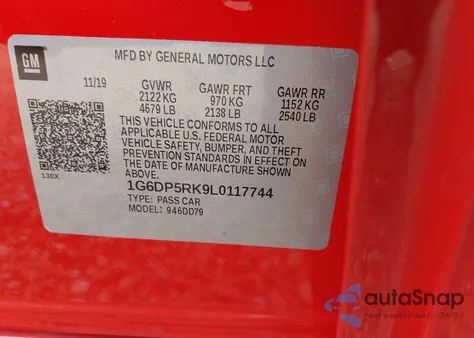 GM
MFD BY GENERAL MOTORS LLC
11/19 GVWR GAWR FRT GAWR RR
2122 KG 970 KG 1152 KG
4679 LB 2138 LB 2540 LB
THIS VEHICLE CONFORMS TO ALL
APPLICABLE U.S. FEDERAL MOTOR
VEHICLE SAFETY, BUMPER, AND THEFT
PREVENTION STANDARDS IN EFFECT ON
THE DATE OF MANUFACTURE SHOWN
ABOVE.
130X
1G6DP5RK9L0117744
TYPE: PASS CAR
MODEL: 946DD79
autoSnap